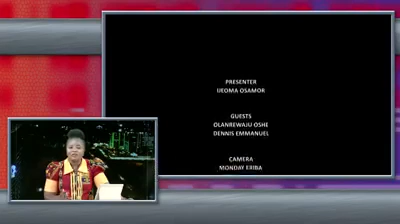 PRESENTER
IJEOMA OSAMOR
GUESTS
OLANREWAJU OSHE
DENNIS EMMANUEL
CAMERA
MONDAY ERIBA